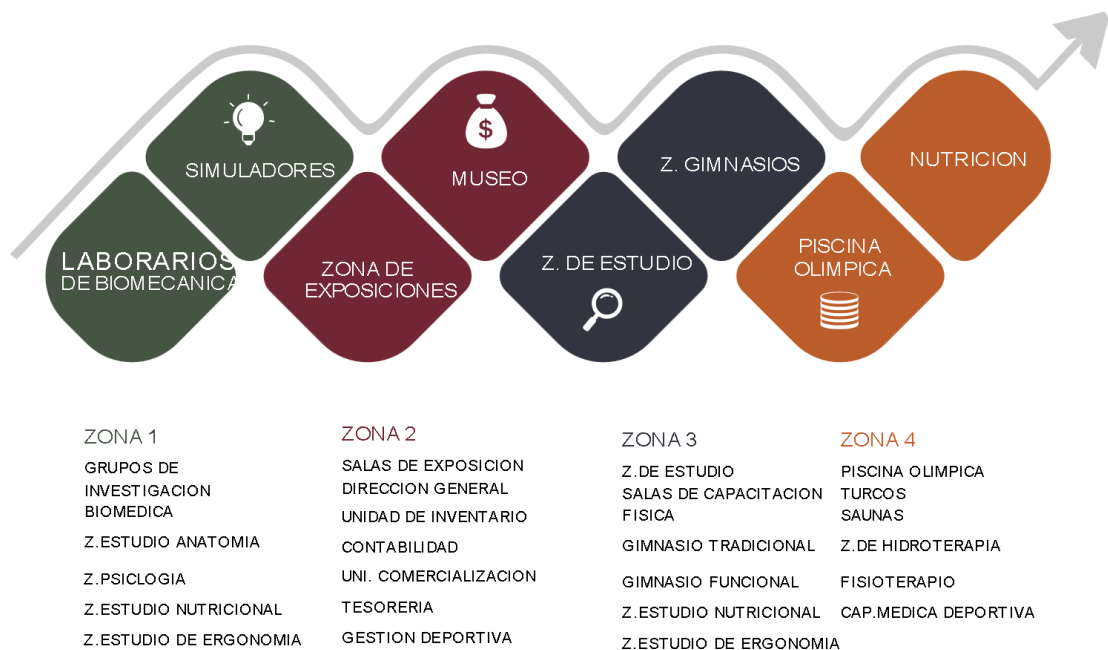 SIMULADORES
$
MUSEO
Z. GIMNASIOS
NUTRICION
LABORARIOS
DE BIOMECANICA
ZONA DE
EXPOSICIONES
Z. DE ESTUDIO
PISCINA
OLIMPICA
ZONA 1
GRUPOS DE
INVESTIGACION
BIOMEDICA
Z.ESTUDIO ANATOMIA
Z.PSICLOGIA
Z.ESTUDIO NUTRICIONAL
Z.ESTUDIO DE ERGONOMIA
ZONA 2
SALAS DE EXPOSICION
DIRECCION GENERAL
UNIDAD DE INVENTARIO
CONTABILIDAD
UNI. COMERCIALIZACION
TESORERIA
GESTION DEPORTIVA
ZONA 3
Z.DE ESTUDIO
SALAS DE CAPACITACION
FISICA
GIMNASIO TRADICIONAL
GIMNASIO FUNCIONAL
Z.ESTUDIO NUTRICIONAL
Z.ESTUDIO DE ERGONOMIA
ZONA 4
PISCINA OLIMPICA
TURCOS
SAUNAS
Z.DE HIDROTERAPIA
FISIOTERAPIO
CAP.MEDICA DEPORTIVA